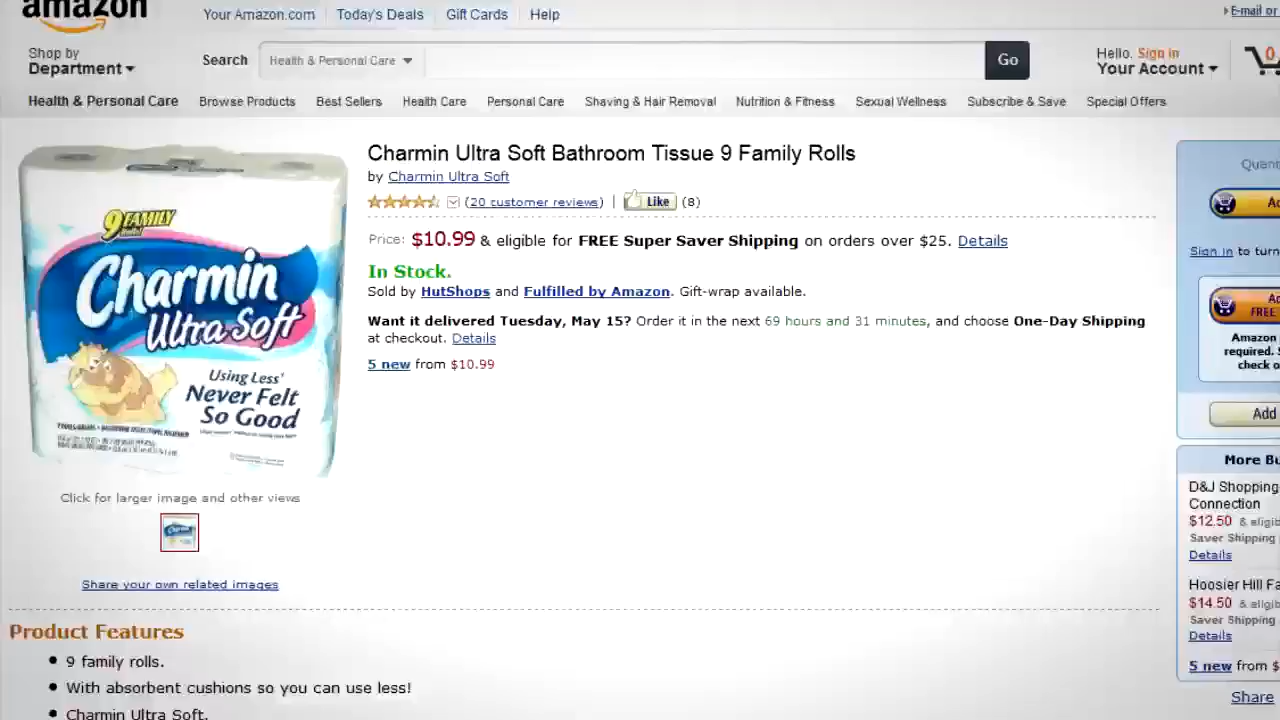 amazon
Your Amazon.com Today's Deals Gift Cards Help
E-mail or
Shop by
Department
Search Health & Personal Care Go
Hello. Sign in
Your Account
0
Health & Personal Care Browse Products Best Sellers Health Care Personal Care Shaving & Hair Removal Nutrition & Fitness Sexual Wellness Subscribe & Save Special Offers
9 FAMILY
Charmin
Ultra Soft
Using Less
Never Felt
So Good
Click for larger image and other views
Share your own related images
Charmin Ultra Soft Bathroom Tissue 9 Family Rolls
by Charmin Ultra Soft
(20 customer reviews) | Like (8)
Price: $10.99 & eligible for FREE Super Saver Shipping on orders over $25. Details
In Stock.
Sold by HutShops and Fulfilled by Amazon. Gift-wrap available.
Want it delivered Tuesday, May 15? Order it in the next 69 hours and 31 minutes, and choose One-Day Shipping
at checkout. Details
5 new from $10.99
Quant
Ad
Sign in to turn
Ad
FREE
Amazon
required. S
check o
Add
More Bu
D&J Shopping
Connection
$12.50 & eligib
Saver Shipping
Details
Hoosier Hill Fa
$14.50 & eligib
Saver Shipping
Details
5 new from $
Share
Product Features
• 9 family rolls.
• With absorbent cushions so you can use less!
• Charmin Ultra Soft.